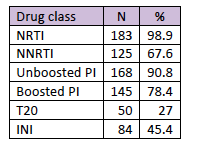 Drug class N %
NRTI 183 98.9
NNRTI 125 67.6
Unboosted PI 168 90.8
Boosted PI 145 78.4
T20 50 27
INI 84 45.4